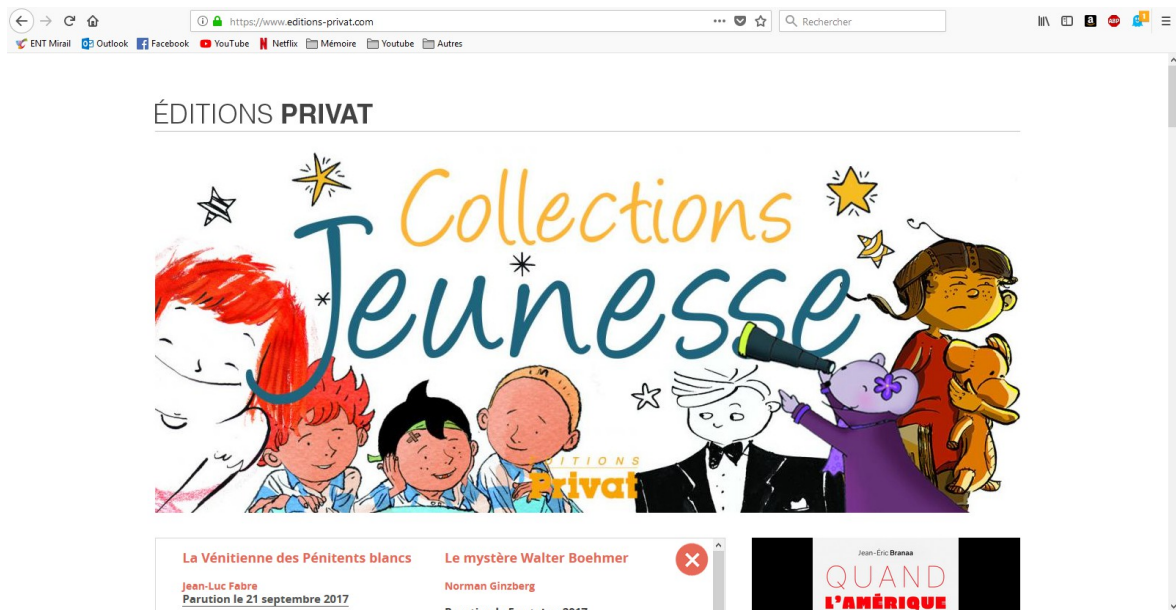 https://www.editions-privat.com
Rechercher
ENT Mirail Outlook Facebook YouTube Netflix Mémoire Youtube Autres
ÉDITIONS PRIVAT
Collections
Jeunesse
EDITIONS
Privat
La Vénitienne des Pénitents blancs
Jean-Luc Fabre
Parution le 21 septembre 2017
Le mystère Walter Boehmer
Norman Ginzberg
Jean-Éric Branaa
QUAND
L'AMÉRIQUE